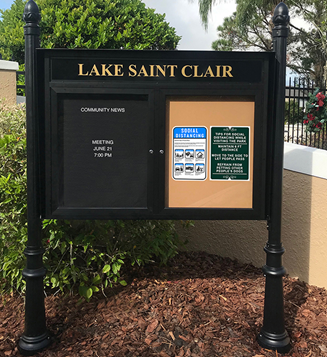 LAKE SAINT CLAIR
COMMUNITY NEWS
MEETING
JUNE 21
7:00 PM
SOCIAL
DISTANCING
TIPS FOR SOCIAL
DISTANCING WHILE
VISITING THIS PARK
MAINTAIN 6 FT
DISTANCE
MOVE TO THE SIDE TO
LET PEOPLE PASS
REFRAIN FROM
PETTING OTHER
PEOPLE'S DOGS